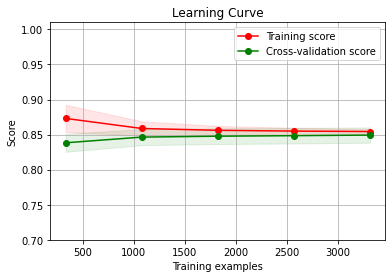 Learning Curve
1.00
0.95
0.90
0.85
0.80
0.75
0.70
Score
Training score
Cross-validation score
500
1000
1500
2000
2500
3000
Training examples